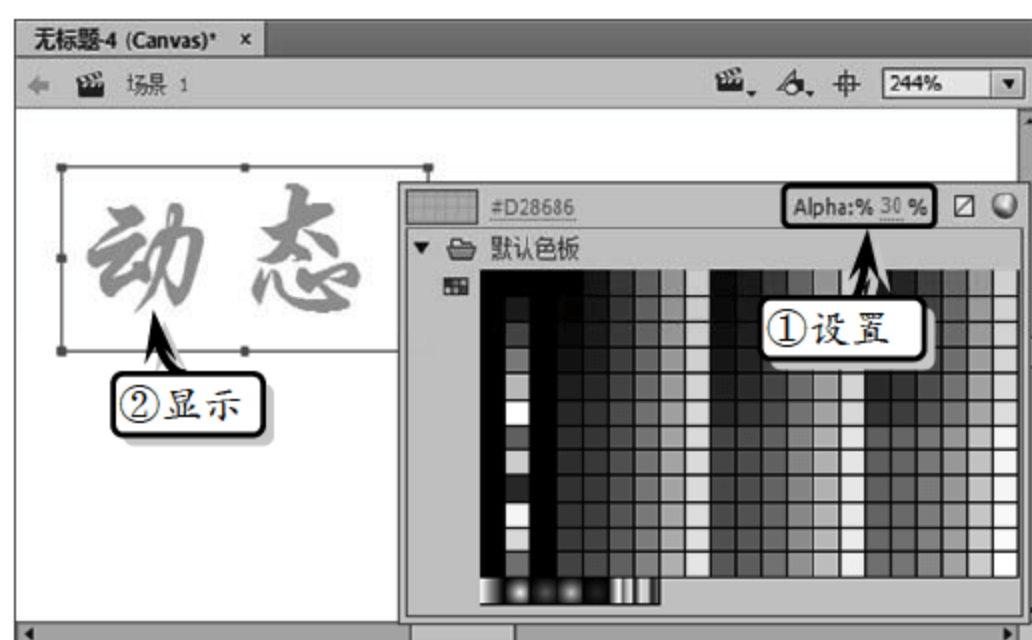 无标题-4 (Canvas)* ×
场景 1
244%
动 态
#D28686
Alpha:% 30 %
默认色板
①设置
②显示